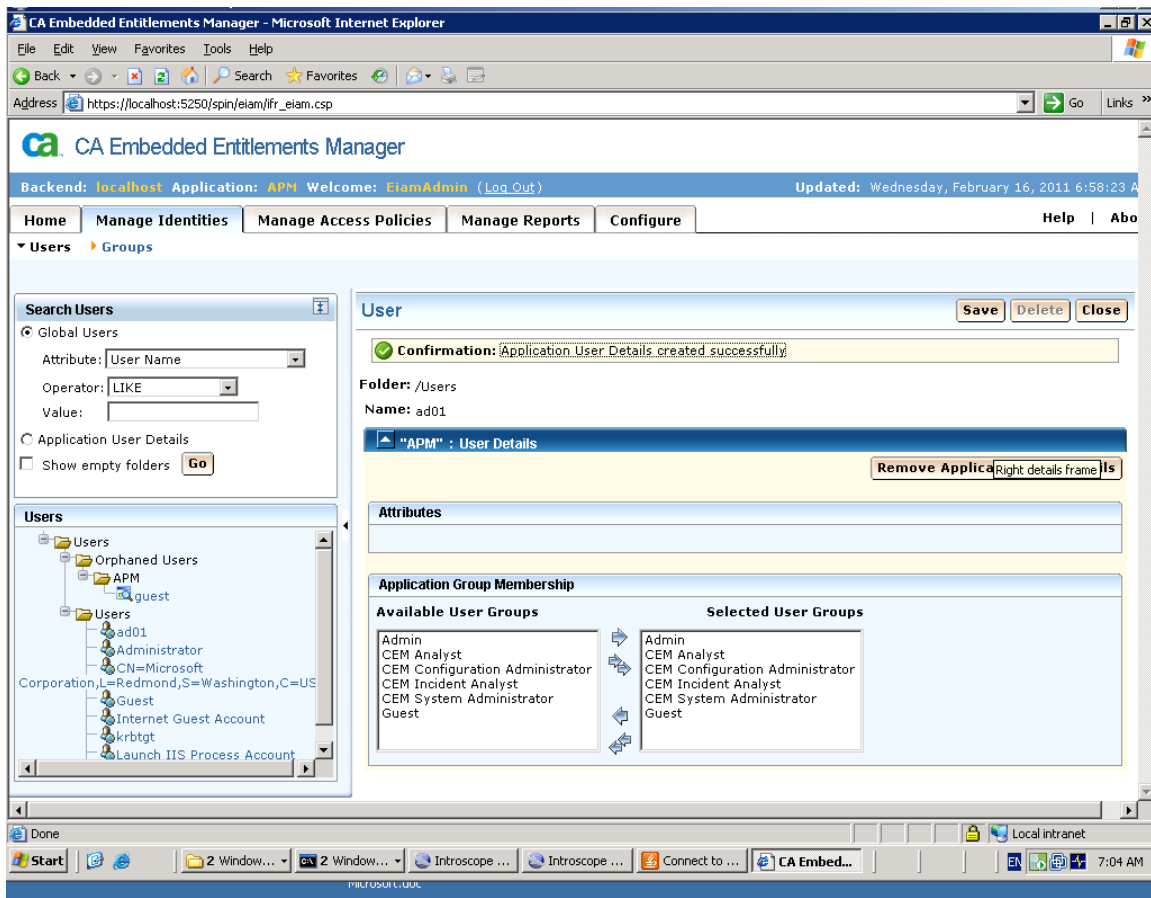 CA Embedded Entitlements Manager - Microsoft Internet Explorer
File Edit View Favorites Tools Help
Back Search Favorites
Address https://localhost:5250/spin/eiam/ifr_eiam.csp Go Links »
ca. CA Embedded Entitlements Manager
Backend: localhost Application: APM Welcome: EiamAdmin (Log Out) Updated: Wednesday, February 16, 2011 6:58:23 A
Home Manage Identities Manage Access Policies Manage Reports Configure Help | Abo
Users Groups
Search Users
Global Users
Attribute: User Name
Operator: LIKE
Value:
Application User Details
Show empty folders Go
Users
Users
Orphaned Users
APM
guest
Users
ad01
Administrator
CN=Microsoft
Corporation,L=Redmond,S=Washington,C=US
Guest
Internet Guest Account
krbtgt
Launch IIS Process Account
User Save Delete Close
Confirmation: Application User Details created successfully
Folder: /Users
Name: ad01
"APM" : User Details
Remove Applica Right details frame ils
Attributes
Application Group Membership
Available User Groups Selected User Groups
Admin
CEM Analyst
CEM Configuration Administrator
CEM Incident Analyst
CEM System Administrator
Guest
Admin
CEM Analyst
CEM Configuration Administrator
CEM Incident Analyst
CEM System Administrator
Guest
Done Local intranet
Start 2 Window... 2 Window... Introscope ... Introscope ... Connect to ... CA Embed... EN 7:04 AM